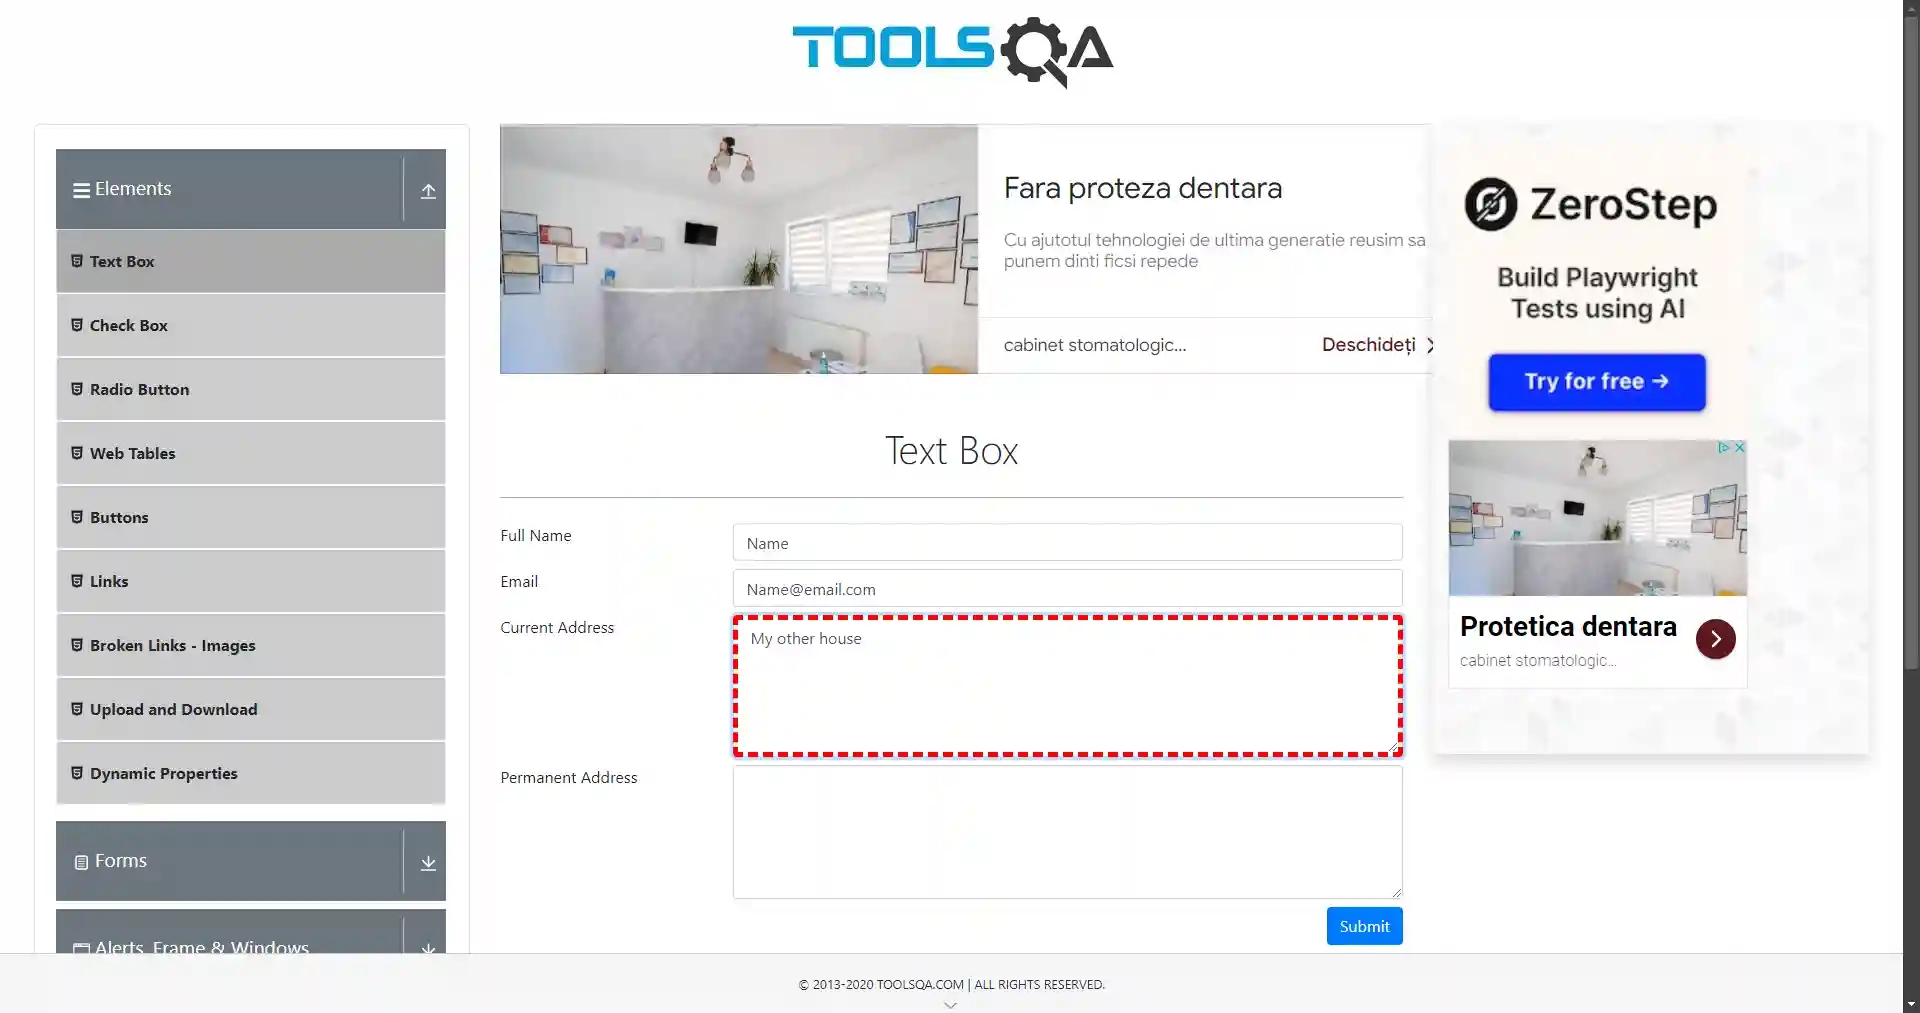 TOOLSQA
Elements
Text Box
Check Box
Radio Button
Web Tables
Buttons
Links
Broken Links - Images
Upload and Download
Dynamic Properties
Forms
Alerts, Frame & Windows
Fara proteza dentara
Cu ajutotul tehnologiei de ultima generatie reusim sa
punem dinti ficsi repede
cabinet stomatologic...
Deschideți
Text Box
Full Name
Name
Email
Name@email.com
Current Address
My other house
Permanent Address
Submit
ZeroStep
Build Playwright
Tests using AI
Try for free →
Protetica dentara
cabinet stomatologic...
© 2013-2020 TOOLSQA.COM | ALL RIGHTS RESERVED.